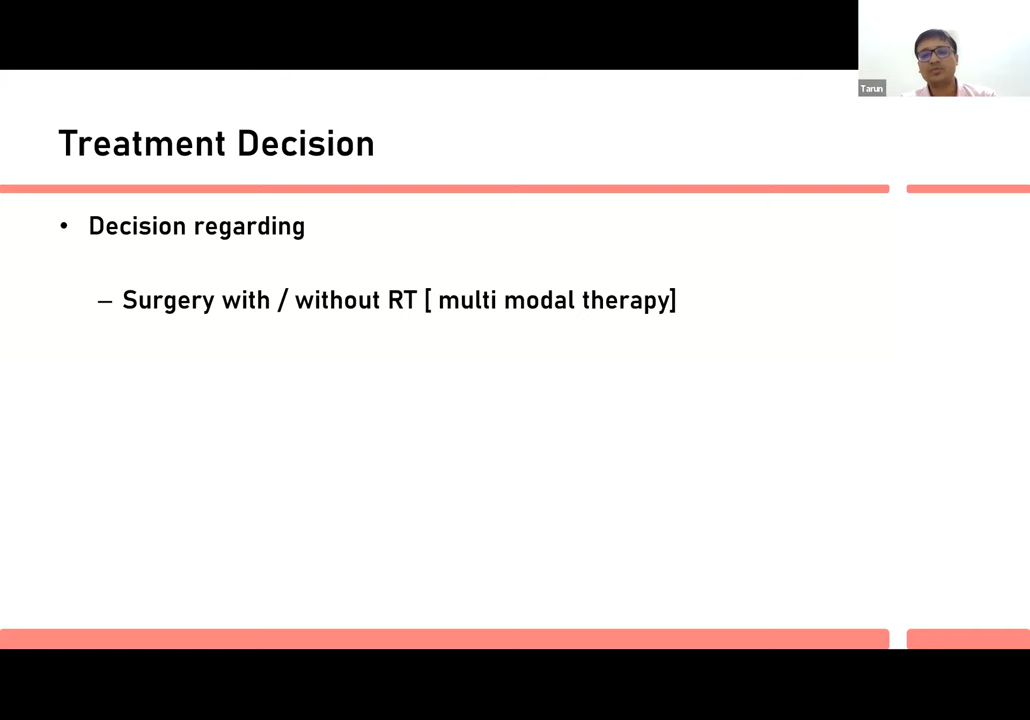 Tarun
Treatment Decision
• Decision regarding
– Surgery with / without RT [ multi modal therapy]